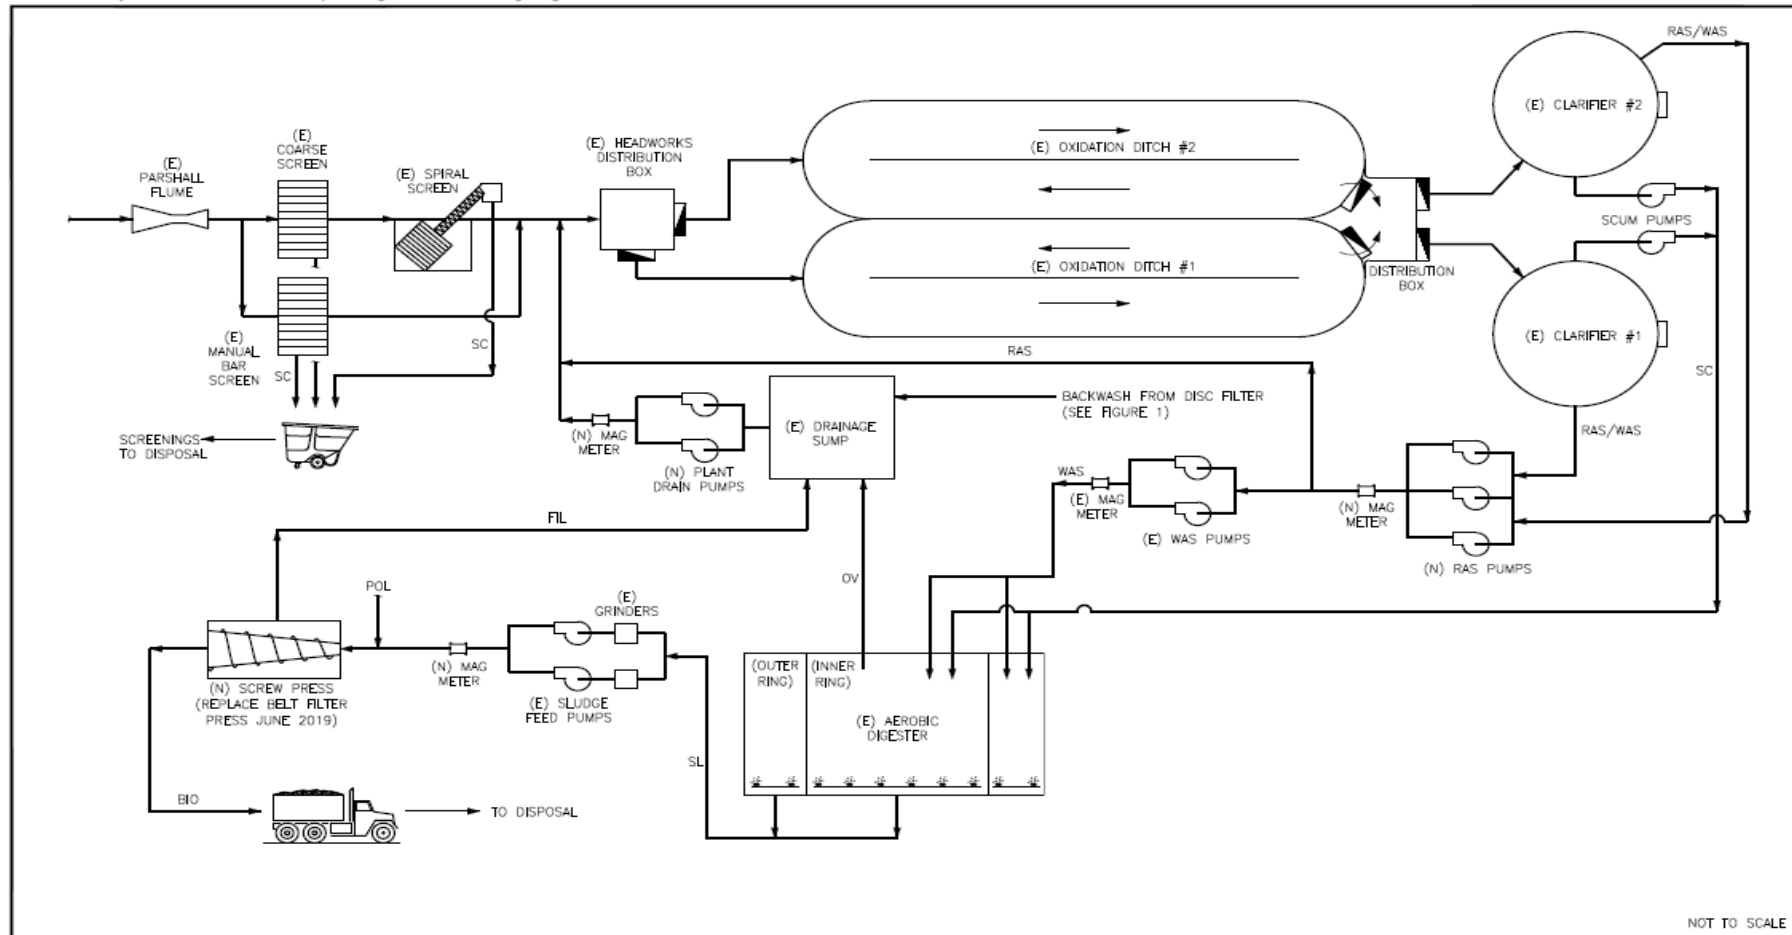 RAS/WAS
(E) CLARIFIER #2
(E)
COARSE
SCREEN
(E) HEADWORKS
DISTRIBUTION
BOX
(E) OXIDATION DITCH #2
(E)
PARSHALL
FLUME
(E) SPIRAL
SCREEN
SCUM PUMPS
(E) OXIDATION DITCH #1
DISTRIBUTION
BOX
(E)
MANUAL
BAR
SCREEN
SC
SC
RAS
(E) CLARIFIER #1
SC
BACKWASH FROM DISC FILTER
(SEE FIGURE 1)
(E) DRAINAGE
SUMP
(N) MAG
METER
(N) PLANT
DRAIN PUMPS
SCREENINGS
TO DISPOSAL
RAS/WAS
WAS
(E) MAG
METER
(E) WAS PUMPS
(N) MAG
METER
(N) RAS PUMPS
FIL
OV
POL
(E)
GRINDERS
(N) MAG
METER
(E) SLUDGE
FEED PUMPS
(N) SCREW PRESS
(REPLACE BELT FILTER
PRESS JUNE 2019)
(OUTER
RING)
(INNER
RING)
(E) AEROBIC
DIGESTER
SL
BIO
TO DISPOSAL
NOT TO SCALE